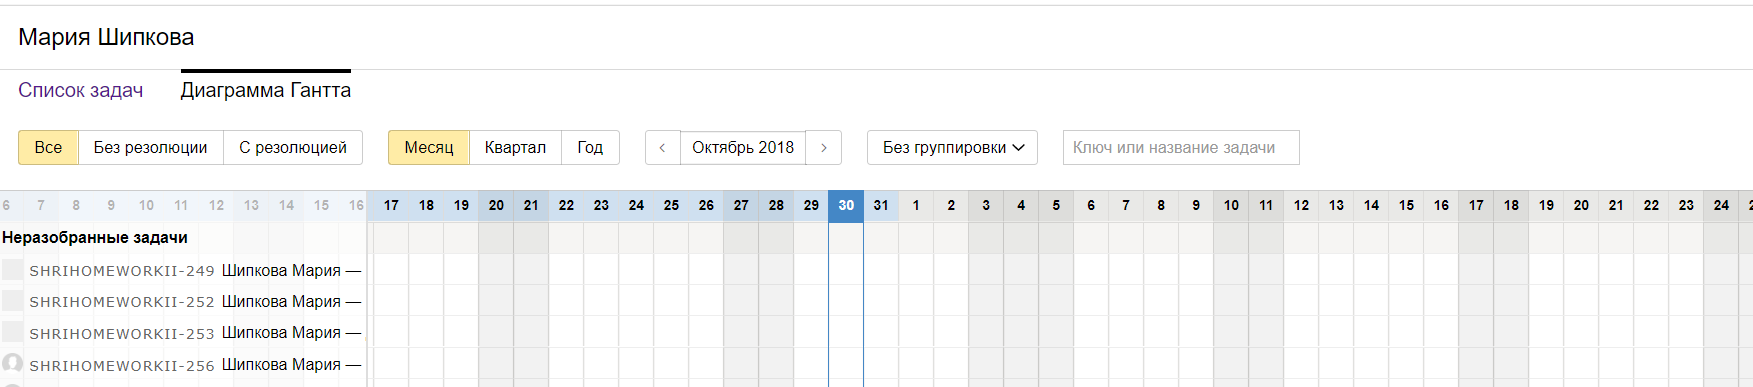 Мария Шипкова
Список задач Диаграмма Гантта
Все Без резолюции С резолюцией Месяц Квартал Год < Октябрь 2018 > Без группировки Ключ или название задачи
6 7 8 9 10 11 12 13 14 15 16 17 18 19 20 21 22 23 24 25 26 27 28 29 30 31 1 2 3 4 5 6 7 8 9 10 11 12 13 14 15 16 17 18 19 20 21 22 23 24
Неразобранные задачи
SHRIHOMEWORKII-249 Шипкова Мария —
SHRIHOMEWORKII-252 Шипкова Мария —
SHRIHOMEWORKII-253 Шипкова Мария —
SHRIHOMEWORKII-256 Шипкова Мария —